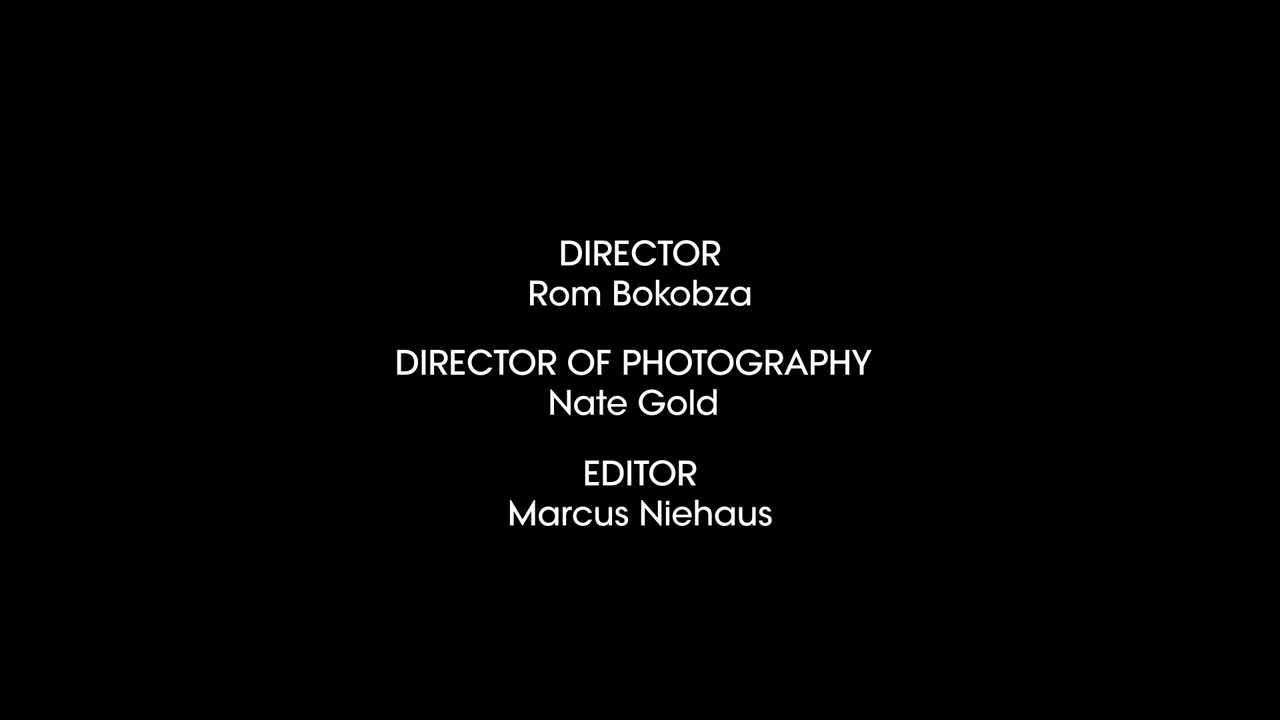 DIRECTOR
Rom Bokobza
DIRECTOR OF PHOTOGRAPHY
Nate Gold
EDITOR
Marcus Niehaus